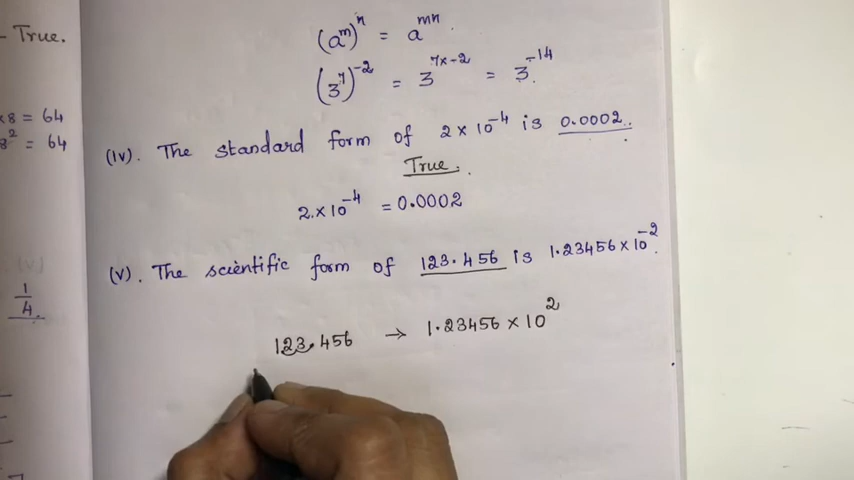 - True.
×8 = 64
8² = 64
1/4
(aᵐ)ⁿ = aᵐⁿ.
(3⁷)⁻² = 3⁷ˣ⁻² = 3⁻¹⁴.
(iv). The standard form of 2 × 10⁻⁴ is 0.0002.
True.
2.×10⁻⁴ = 0.0002
(v). The scientific form of 123.456 is 1.23456×10⁻².
123.456 → 1.23456 × 10²